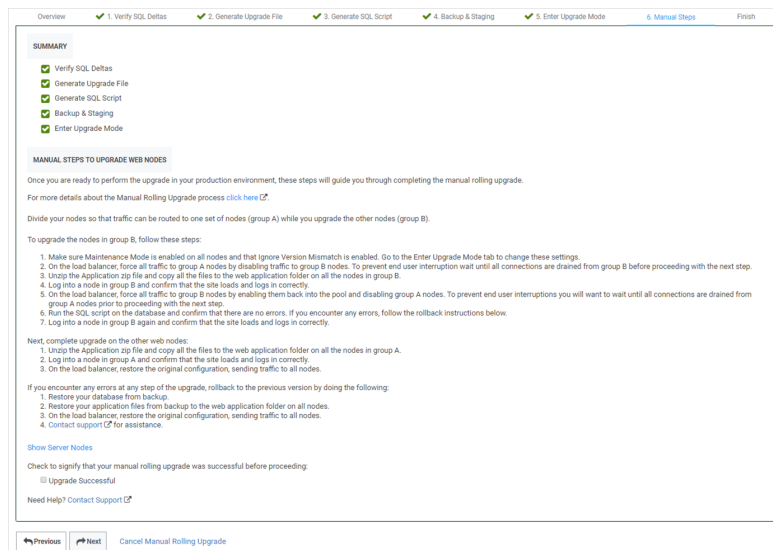 Overview 1. Verify SQL Deltas 2. Generate Upgrade File 3. Generate SQL Script 4. Backup & Staging 5. Enter Upgrade Mode 6. Manual Steps Finish
SUMMARY
Verify SQL Deltas
Generate Upgrade File
Generate SQL Script
Backup & Staging
Enter Upgrade Mode
MANUAL STEPS TO UPGRADE WEB NODES
Once you are ready to perform the upgrade in your production environment, these steps will guide you through completing the manual rolling upgrade.
For more details about the Manual Rolling Upgrade process click here.
Divide your nodes so that traffic can be routed to one set of nodes (group A) while you upgrade the other nodes (group B).
To upgrade the nodes in group B, follow these steps:
1. Make sure Maintenance Mode is enabled on all nodes and that Ignore Version Mismatch is enabled. Go to the Enter Upgrade Mode tab to change these settings.
2. On the load balancer, force all traffic to group A nodes by disabling traffic to group B nodes. To prevent end user interruption wait until all connections are drained from group B before proceeding with the next step.
3. Unzip the Application zip file and copy all the files to the web application folder on all the nodes in group B.
4. Log into a node in group B and confirm that the site loads and logs in correctly.
5. On the load balancer, force all traffic to group B nodes by enabling them back into the pool and disabling group A nodes. To prevent end user interruptions you will want to wait until all connections are drained from
group A nodes prior to proceeding with the next step.
6. Run the SQL script on the database and confirm that there are no errors. If you encounter any errors, follow the rollback instructions below.
7. Log into a node in group B again and confirm that the site loads and logs in correctly.
Next, complete upgrade on the other web nodes:
1. Unzip the Application zip file and copy all the files to the web application folder on all the nodes in group A.
2. Log into a node in group A and confirm that the site loads and logs in correctly.
3. On the load balancer, restore the original configuration, sending traffic to all nodes.
If you encounter any errors at any step of the upgrade, rollback to the previous version by doing the following:
1. Restore your database from backup.
2. Restore your application files from backup to the web application folder on all nodes.
3. On the load balancer, restore the original configuration, sending traffic to all nodes.
4. Contact support for assistance.
Show Server Nodes
Check to signify that your manual rolling upgrade was successful before proceeding:
Upgrade Successful
Need Help? Contact Support
Previous Next Cancel Manual Rolling Upgrade